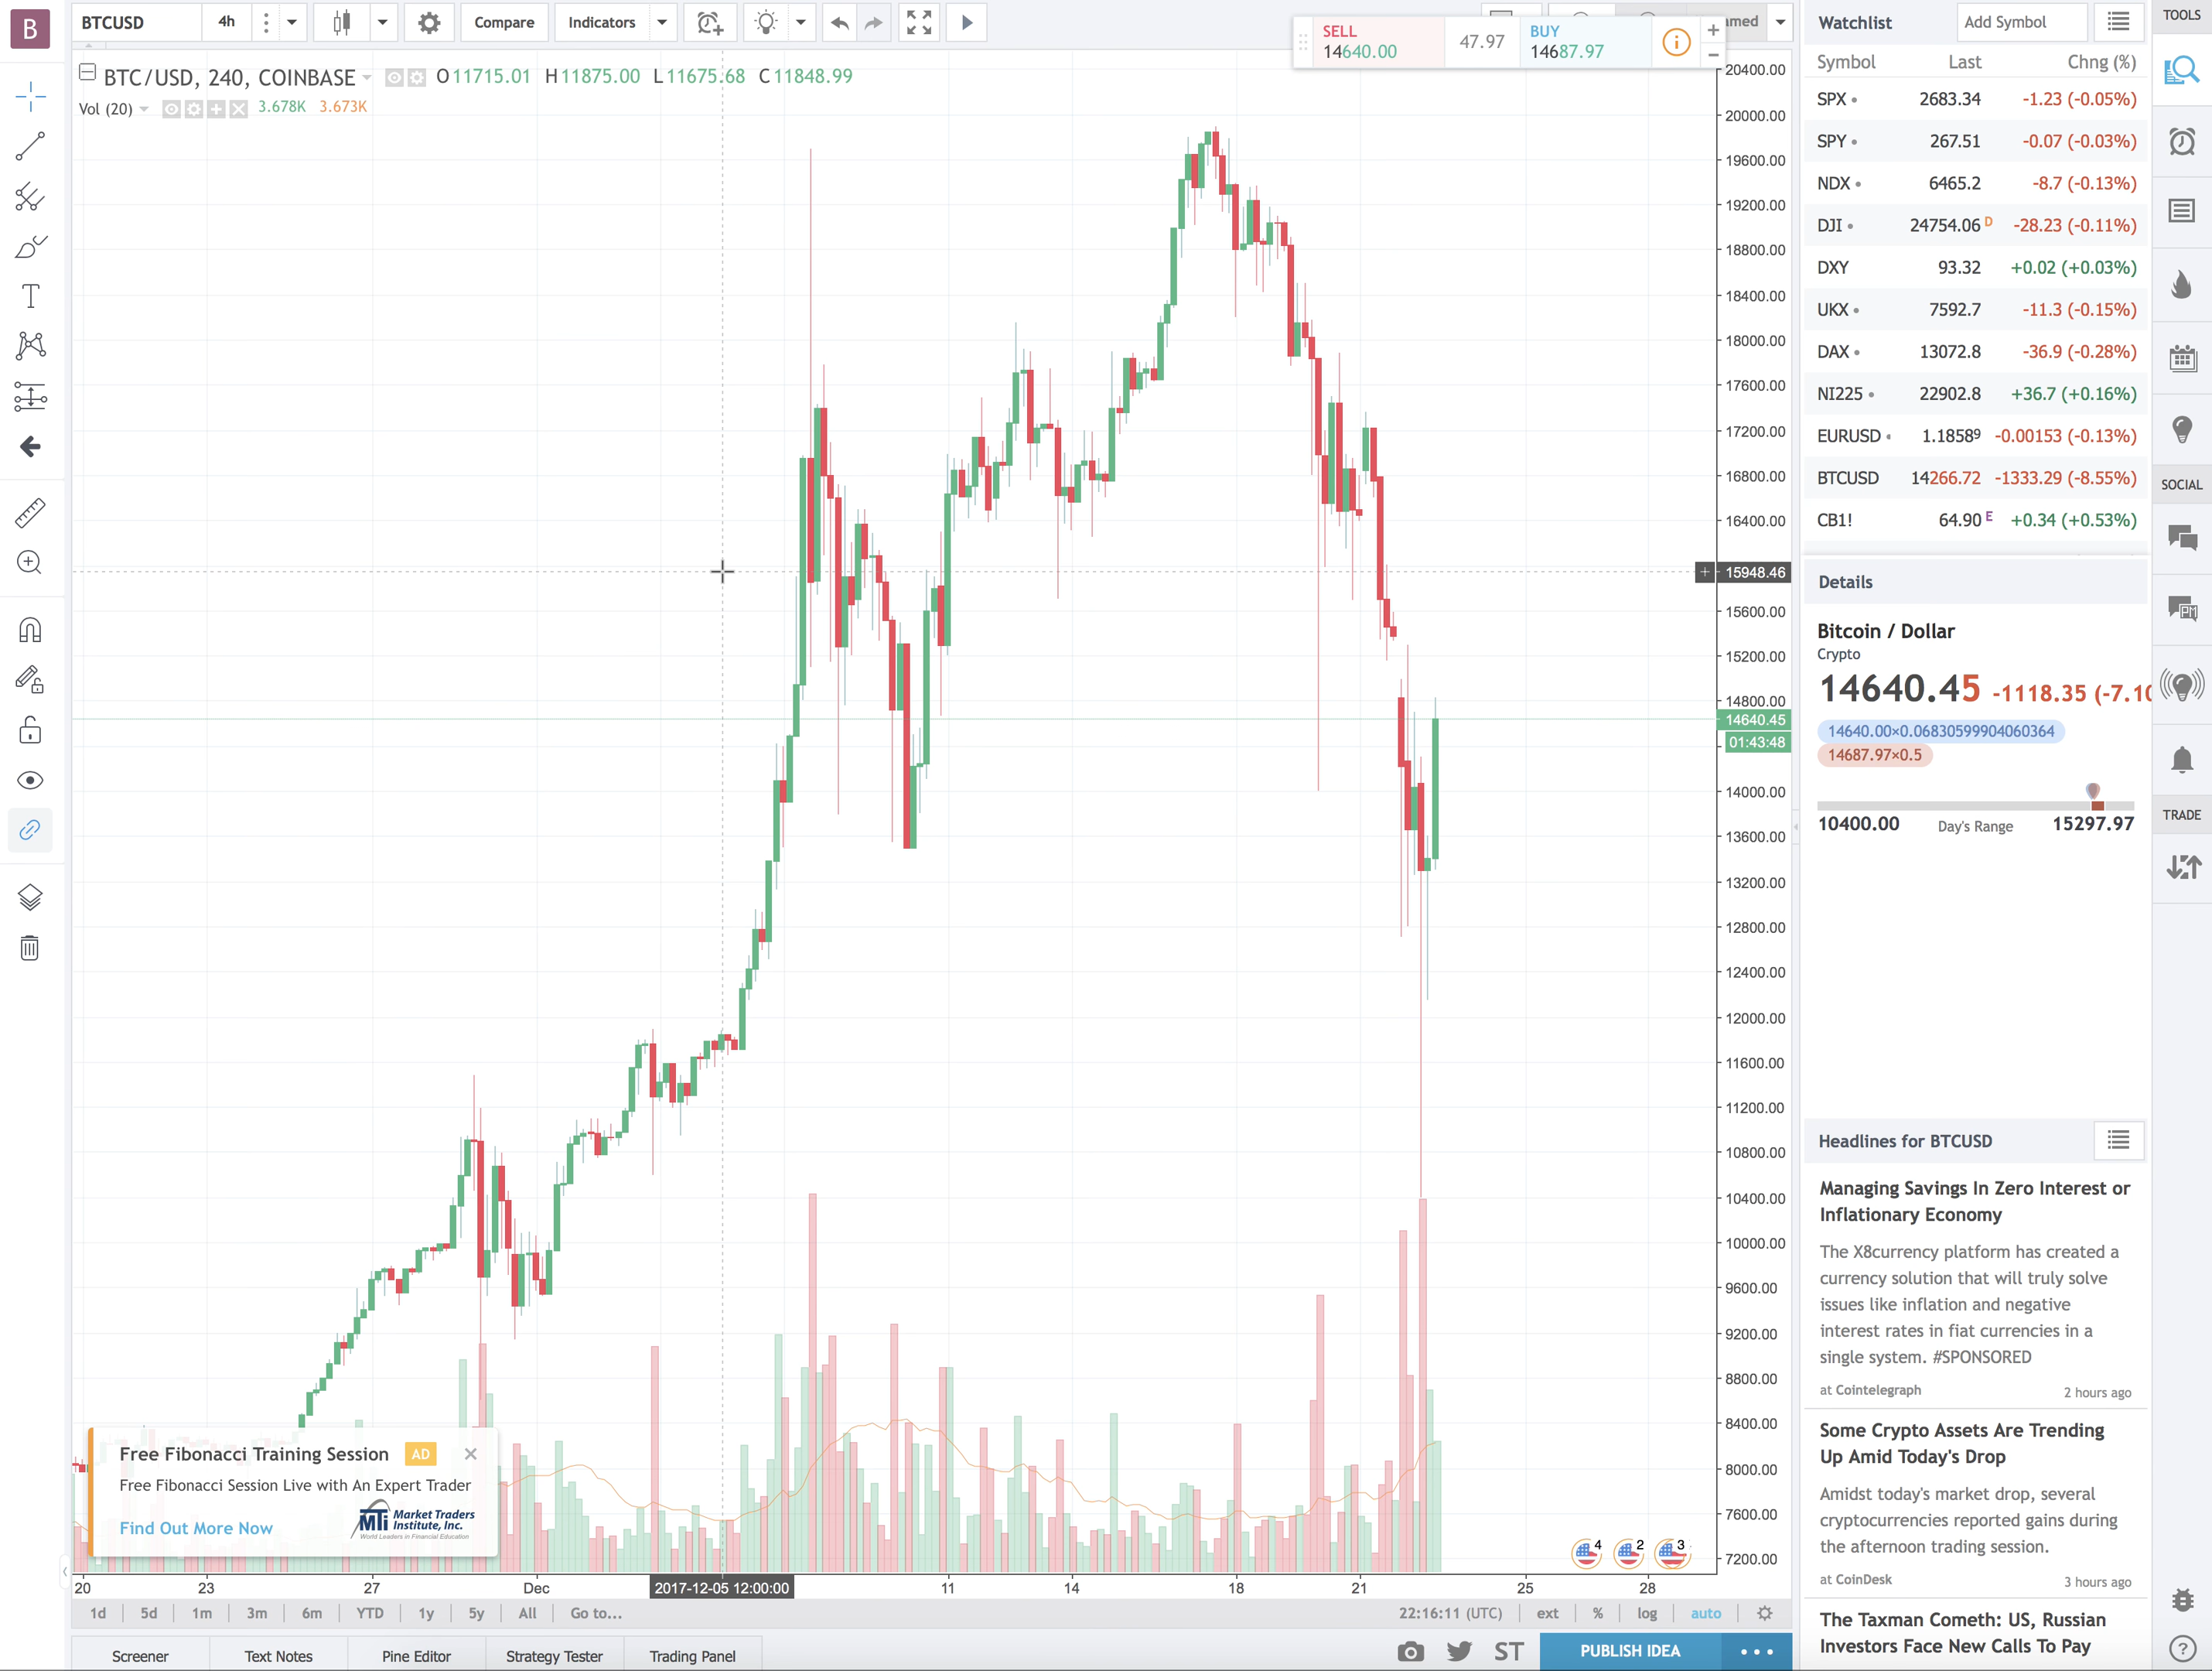 B
BTCUSD
4h
Compare
Indicators
SELL
14640.00
47.97
BUY
14687.97
BTC/USD, 240, COINBASE
O11715.01 H11875.00 L11675.68 C11848.99
Vol (20)
3.678K 3.673K
20400.00
20000.00
19600.00
19200.00
18800.00
18400.00
18000.00
17600.00
17200.00
16800.00
16400.00
15948.46
15600.00
15200.00
14800.00
14640.45
01:43:48
14000.00
13600.00
13200.00
12800.00
12400.00
12000.00
11600.00
11200.00
10800.00
10400.00
10000.00
9600.00
9200.00
8800.00
8400.00
8000.00
7600.00
7200.00
Free Fibonacci Training Session AD
Free Fibonacci Session Live with An Expert Trader
Find Out More Now
MTI Market Traders
Institute, Inc.
World Leaders in Financial Education
4
2
3
20 23 27 Dec 2017-12-05 12:00:00 11 14 18 21 25 28
1d 5d 1m 3m 6m YTD 1y 5y All Go to...
22:16:11 (UTC) ext % log auto
Screener Text Notes Pine Editor Strategy Tester Trading Panel
ST
PUBLISH IDEA
Watchlist
Add Symbol
Symbol Last Chng (%)
SPX 2683.34 -1.23 (-0.05%)
SPY 267.51 -0.07 (-0.03%)
NDX 6465.2 -8.7 (-0.13%)
DJI 24754.06 D -28.23 (-0.11%)
DXY 93.32 +0.02 (+0.03%)
UKX 7592.7 -11.3 (-0.15%)
DAX 13072.8 -36.9 (-0.28%)
NI225 22902.8 +36.7 (+0.16%)
EURUSD 1.18589 -0.00153 (-0.13%)
BTCUSD 14266.72 -1333.29 (-8.55%)
CB1! 64.90 E +0.34 (+0.53%)
Details
Bitcoin / Dollar
Crypto
14640.45 -1118.35 (-7.10
14640.00×0.06830599904060364
14687.97×0.5
10400.00 Day's Range 15297.97
Headlines for BTCUSD
Managing Savings In Zero Interest or
Inflationary Economy
The X8currency platform has created a
currency solution that will truly solve
issues like inflation and negative
interest rates in fiat currencies in a
single system. #SPONSORED
at Cointelegraph 2 hours ago
Some Crypto Assets Are Trending
Up Amid Today's Drop
Amidst today's market drop, several
cryptocurrencies reported gains during
the afternoon trading session.
at CoinDesk 3 hours ago
The Taxman Cometh: US, Russian
Investors Face New Calls To Pay
TOOLS
SOCIAL
PM
TRADE